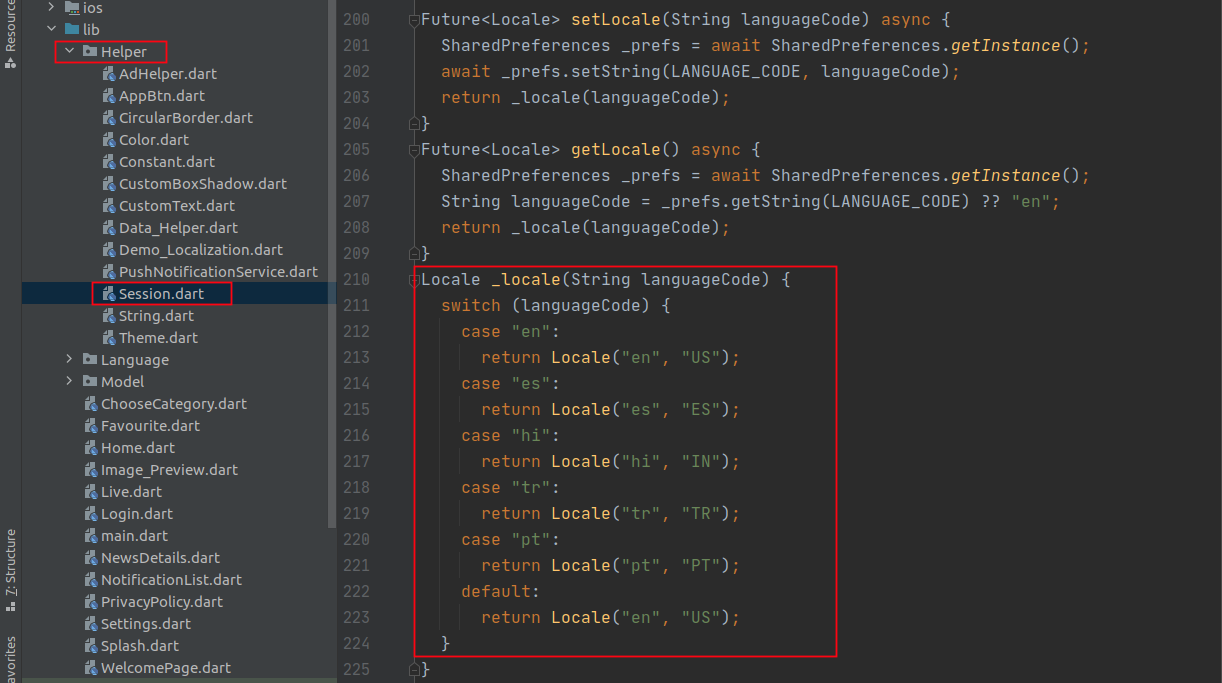 Resource
ios
lib
Helper
AdHelper.dart
AppBtn.dart
CircularBorder.dart
Color.dart
Constant.dart
CustomBoxShadow.dart
CustomText.dart
Data_Helper.dart
Demo_Localization.dart
PushNotificationService.dart
Session.dart
String.dart
Theme.dart
Language
Model
ChooseCategory.dart
Favourite.dart
Home.dart
Image_Preview.dart
Live.dart
Login.dart
main.dart
NewsDetails.dart
NotificationList.dart
PrivacyPolicy.dart
Settings.dart
Splash.dart
WelcomePage.dart
Z: Structure
avorites
200 Future<Locale> setLocale(String languageCode) async {
201 SharedPreferences _prefs = await SharedPreferences.getInstance();
202 await _prefs.setString(LANGUAGE_CODE, languageCode);
203 return _locale(languageCode);
204 }
205 Future<Locale> getLocale() async {
206 SharedPreferences _prefs = await SharedPreferences.getInstance();
207 String languageCode = _prefs.getString(LANGUAGE_CODE) ?? "en";
208 return _locale(languageCode);
209 }
210 Locale _locale(String languageCode) {
211 switch (languageCode) {
212 case "en":
213 return Locale("en", "US");
214 case "es":
215 return Locale("es", "ES");
216 case "hi":
217 return Locale("hi", "IN");
218 case "tr":
219 return Locale("tr", "TR");
220 case "pt":
221 return Locale("pt", "PT");
222 default:
223 return Locale("en", "US");
224 }
225 }